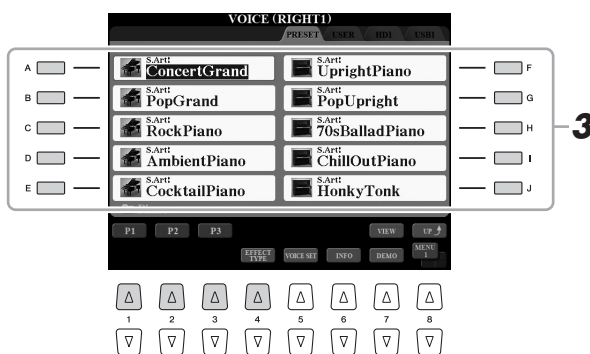 VOICE (RIGHT1)
PRESET USER HD1 USB1
A S.Art! ConcertGrand S.Art! UprightPiano F
B S.Art! PopGrand S.Art! PopUpright G
C S.Art! RockPiano S.Art! 70sBalladPiano H
D S.Art! AmbientPiano S.Art! ChillOutPiano I
E S.Art! CocktailPiano S.Art! HonkyTonk J
3
P1 P2 P3 VIEW UP
EFFECT TYPE VOICE SET INFO DEMO MENU 1
1 2 3 4 5 6 7 8